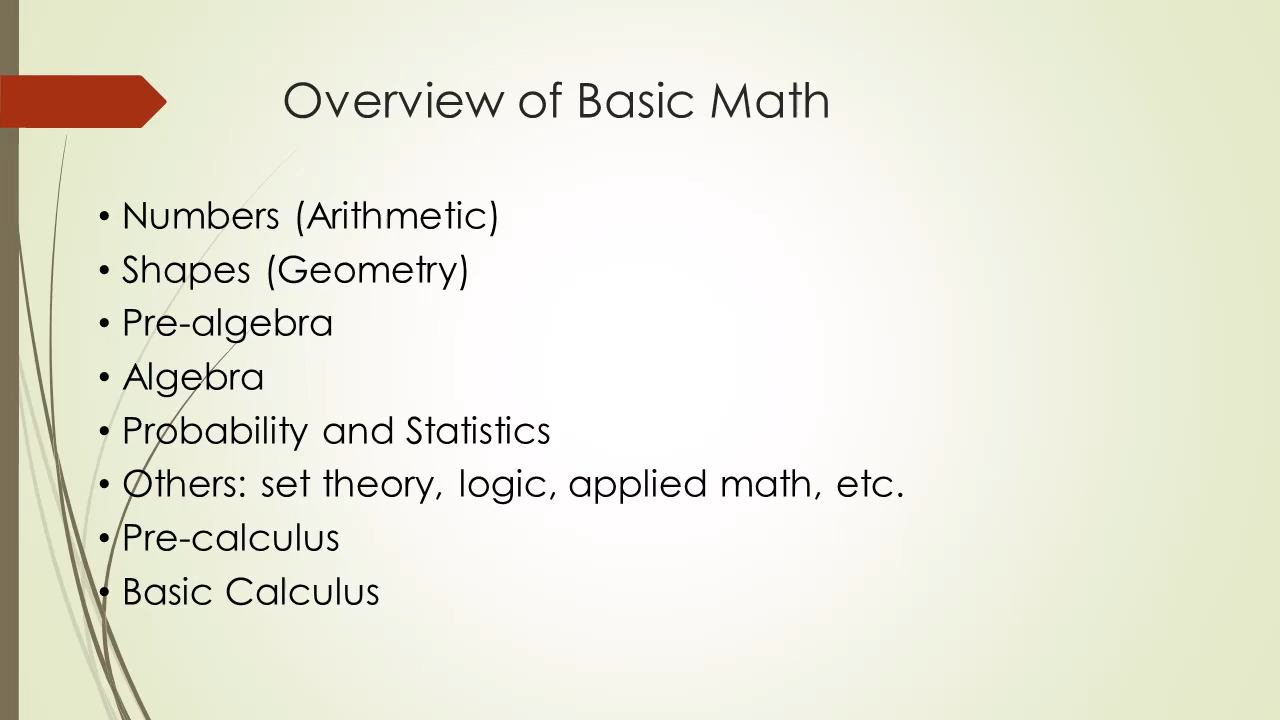 Overview of Basic Math
• Numbers (Arithmetic)
• Shapes (Geometry)
• Pre-algebra
• Algebra
• Probability and Statistics
• Others: set theory, logic, applied math, etc.
• Pre-calculus
• Basic Calculus